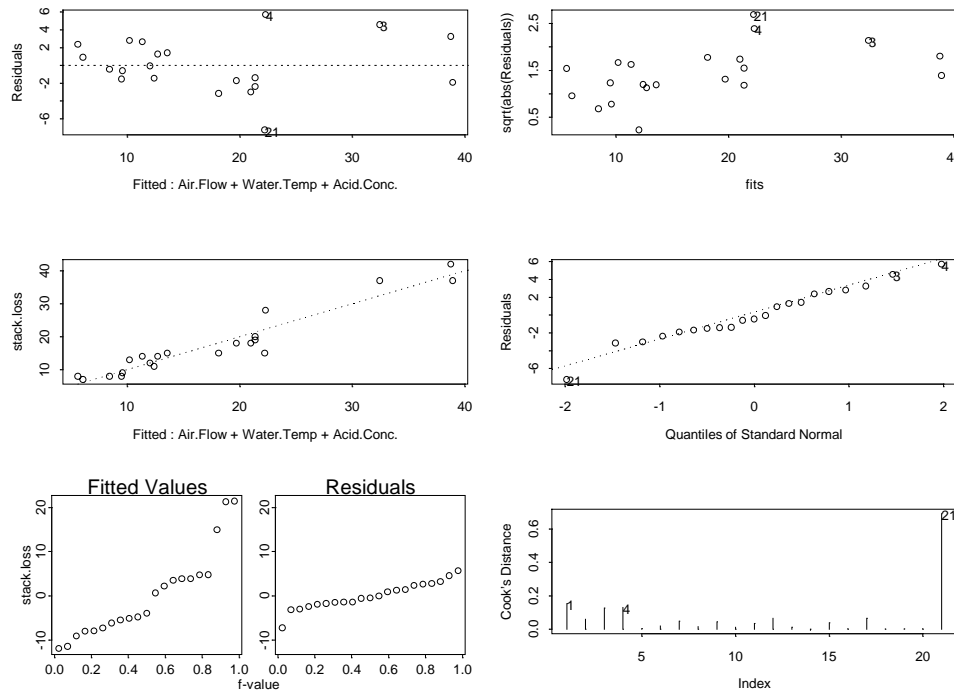 Residuals
-6 -2 2 6
4
3
21
10 20 30 40
Fitted : Air.Flow + Water.Temp + Acid.Conc.
sqrt(abs(Residuals))
0.5 1.5 2.5
21
4
3
10 20 30 40
fits
stack.loss
10 20 30 40
10 20 30 40
Fitted : Air.Flow + Water.Temp + Acid.Conc.
Residuals
-6 -2 2 6
21
3
4
-2 -1 0 1 2
Quantiles of Standard Normal
Fitted Values
Residuals
stack.loss
-10 0 10 20
0.0 0.2 0.4 0.6 0.8 1.0
-10 0 10 20
0.0 0.2 0.4 0.6 0.8 1.0
f-value
Cook's Distance
0.0 0.2 0.4 0.6
1
4
21
5 10 15 20
Index